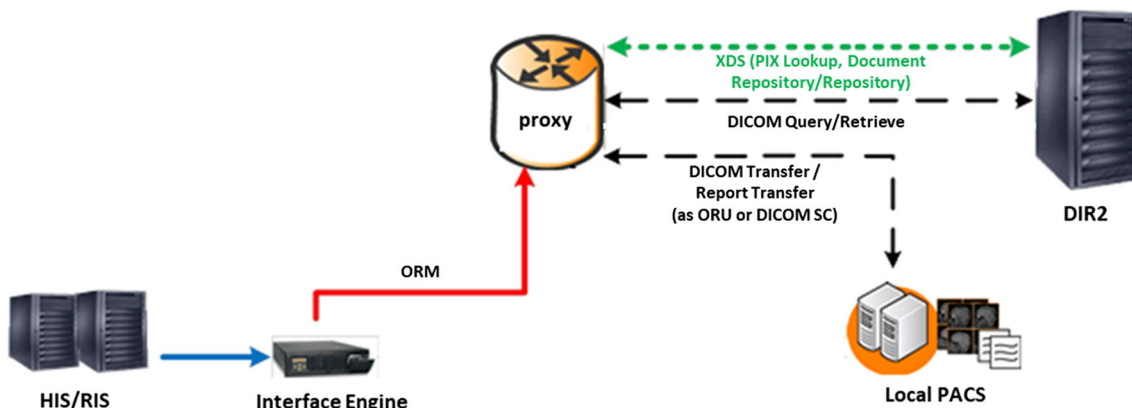 XDS (PIX Lookup, Document
Repository/Repository)
proxy
DICOM Query/Retrieve
DICOM Transfer /
Report Transfer
(as ORU or DICOM SC)
DIR2
ORM
HIS/RIS
Interface Engine
Local PACS